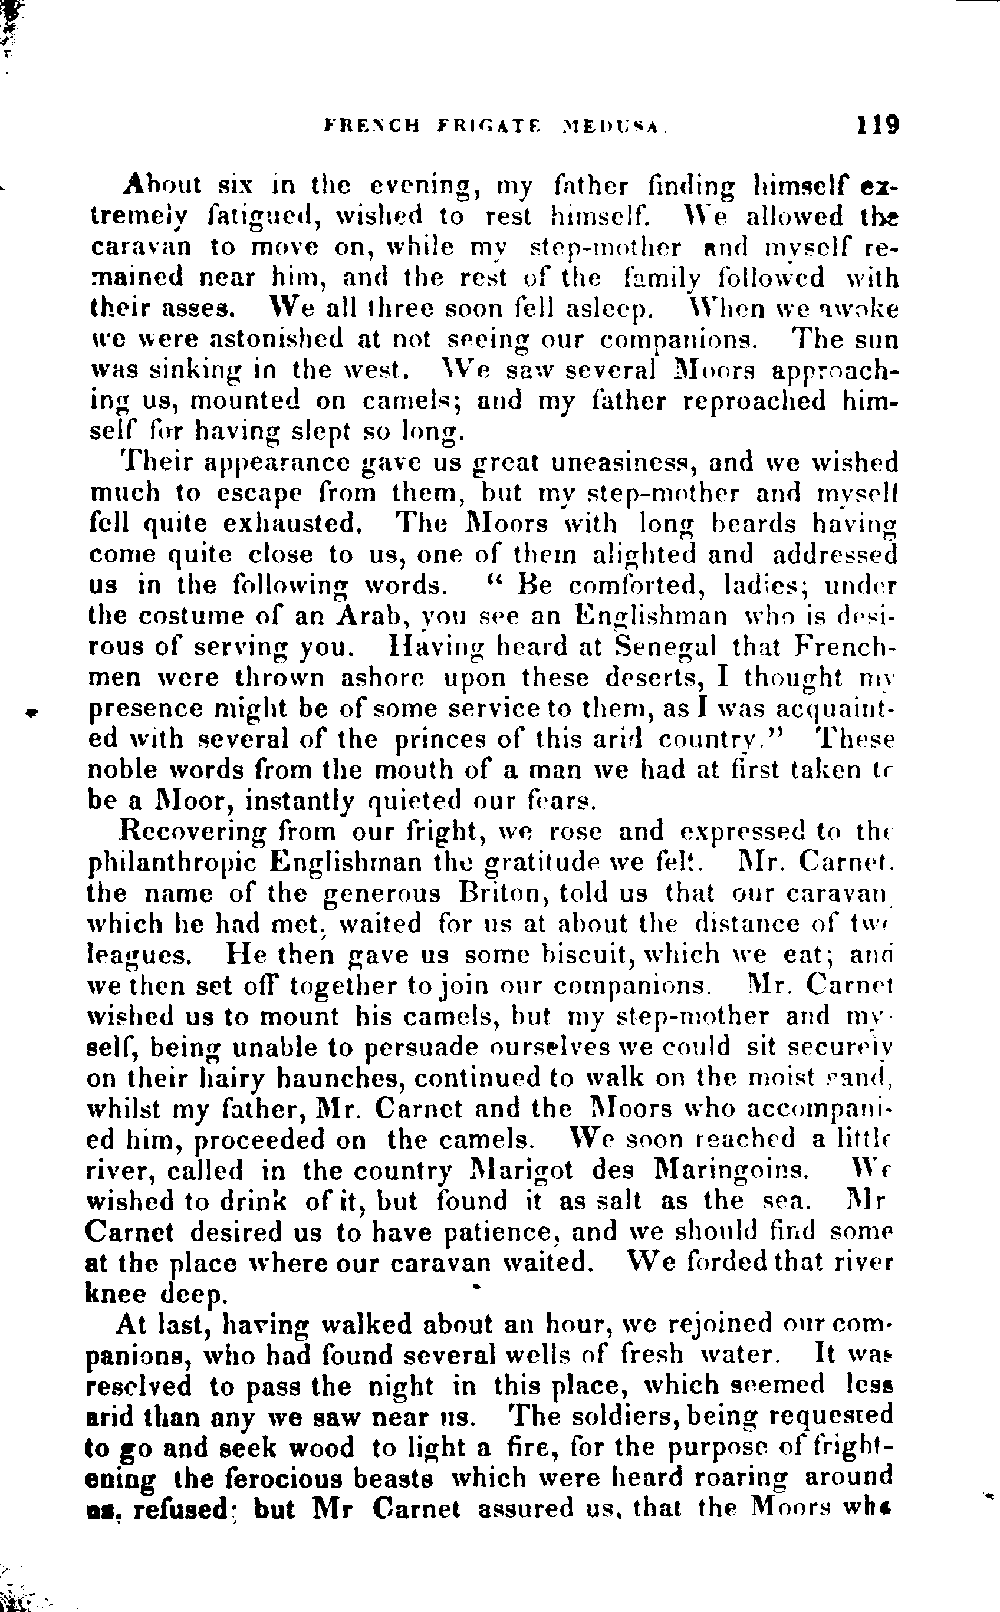 FRENCH FRIGATE MEDUSA. 119
About six in the evening, my father finding himself ex-
tremely fatigued, wished to rest himself. We allowed the
caravan to move on, while my step-mother and myself re-
mained near him, and the rest of the family followed with
their asses. We all three soon fell asleep. When we awoke
we were astonished at not seeing our companions. The sun
was sinking in the west. We saw several Moors approach-
ing us, mounted on camels; and my father reproached him-
self for having slept so long.
Their appearance gave us great uneasiness, and we wished
much to escape from them, but my step-mother and myself
fell quite exhausted. The Moors with long beards having
come quite close to us, one of them alighted and addressed
us in the following words. “ Be comforted, ladies; under
the costume of an Arab, you see an Englishman who is desi-
rous of serving you. Having heard at Senegal that French-
men were thrown ashore upon these deserts, I thought my
presence might be of some service to them, as I was acquaint-
ed with several of the princes of this arid country.” These
noble words from the mouth of a man we had at first taken to
be a Moor, instantly quieted our fears.
Recovering from our fright, we rose and expressed to the
philanthropic Englishman the gratitude we felt. Mr. Carnet.
the name of the generous Briton, told us that our caravan
which he had met, waited for us at about the distance of two
leagues. He then gave us some biscuit, which we eat; and
we then set off together to join our companions. Mr. Carnet
wished us to mount his camels, but my step-mother and my-
self, being unable to persuade ourselves we could sit securely
on their hairy haunches, continued to walk on the moist sand,
whilst my father, Mr. Carnet and the Moors who accompani-
ed him, proceeded on the camels. We soon reached a little
river, called in the country Marigot des Maringoins. We
wished to drink of it, but found it as salt as the sea. Mr
Carnet desired us to have patience, and we should find some
at the place where our caravan waited. We forded that river
knee deep.
At last, having walked about an hour, we rejoined our com-
panions, who had found several wells of fresh water. It was
resolved to pass the night in this place, which seemed less
arid than any we saw near us. The soldiers, being requested
to go and seek wood to light a fire, for the purpose of fright-
ening the ferocious beasts which were heard roaring around
us, refused; but Mr Carnet assured us, that the Moors who